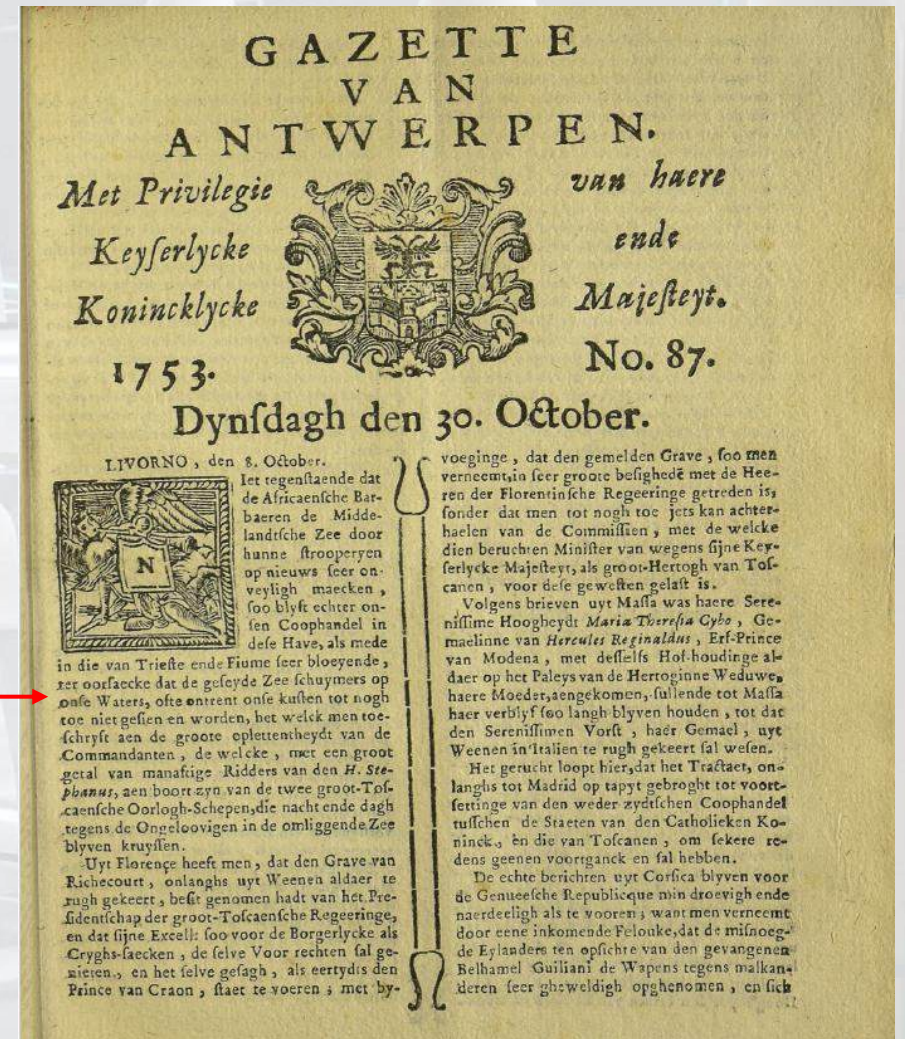 GAZETTE
VAN
ANTWERPEN.
Met Privilegie van haere
Keyſerlycke ende
Konincklycke Majeſteyt.
1753. No. 87.
Dynſdagh den 30. October.
LIVORNO, den 8. October.
Niet tegenſtaende dat
de Africaenſche Bar-
baeren de Midde-
landtſche Zee door
hunne ſtrooperyen
op nieuws ſeer on-
veyligh maecken,
ſoo blyft echter on-
ſen Coophandel in
deſe Have, als mede
in die van Trieſte ende Fiume ſeer bloeyende,
ter oorſaecke dat de geſeyde Zee ſchuymers op
onſe Waters, ofte ontrent onſe kuſten tot nogh
toe niet geſien en worden, het welck men toe-
ſchryft aen de groote oplettentheydt van de
Commandanten, de welcke, met een groot
getal van manaftige Ridders van den H. Ste-
phanus, aen boort zyn van de twee groot-Toſ-
caenſche Oorlogh-Schepen, die nacht ende dagh
tegens de Ongeloovigen in de omliggende Zee
blyven kruyſſen.
Uyt Florençe heeft men, dat den Grave van
Richecourt, onlanghs uyt Weenen aldaer te
rugh gekeert, beſit genomen hadt van het Pre-
ſidentſchap der groot-Toſcaenſche Regeeringe,
en dat ſijne Excell: ſoo voor de Borgerlycke als
Cryghs-ſaecken, de ſelve Voor rechten ſal ge-
nieten, en het ſelve geſagh, als eertydts den
Prince van Craon, ſtaet te voeren; met by-
voeginge, dat den gemelden Grave, ſoo men
verneemt, in ſeer groote beſighedē met de Hee-
ren der Florentinſche Regeeringe getreden is,
ſonder dat men tot nogh toe jets kan achter-
haelen van de Commiſſien, met de welcke
dien beruchten Miniſter van wegens ſijne Key-
ſerlycke Majeſteyt, als groot-Hertogh van Toſ-
canen, voor deſe geweſten gelaſt is.
Volgens brieven uyt Maſſa was haere Sere-
niſſime Hoogheydt Maria Thereſia Cybo, Ge-
maelinne van Hercules Reginaldus, Erf-Prince
van Modena, met deſſelfs Hof-houdinge al-
daer op het Paleys van de Hertoginne Weduwe,
haere Moeder, aengekomen, ſullende tot Maſſa
haer verblyf ſoo langh blyven houden, tot dat
den Sereniſſimen Vorſt, haer Gemael, uyt
Weenen in'Italien te rugh gekeert ſal weſen.
Het gerucht loopt hier, dat het Tractaet, on-
langhs tot Madrid op tapyt gebroght tot voort-
ſettinge van den weder-zydtſchen Coophandel
tuſſchen de Staeten van den Catholieken Ko-
ninck, en die van Toſcanen, om ſekere re-
dens geenen voortganck en ſal hebben.
De echte berichten uyt Corſica blyven voor
de Genueeſche Republicque min droevigh ende
naerdeeligh als te vooren; want men verneemt
door eene inkomende Felouke, dat de miſnoeg-
de Eylanders ten opſichte van den gevangenen
Belhamel Guiliani de Wapens tegens malkan-
deren ſeer gheweldigh opghenomen, en ſich